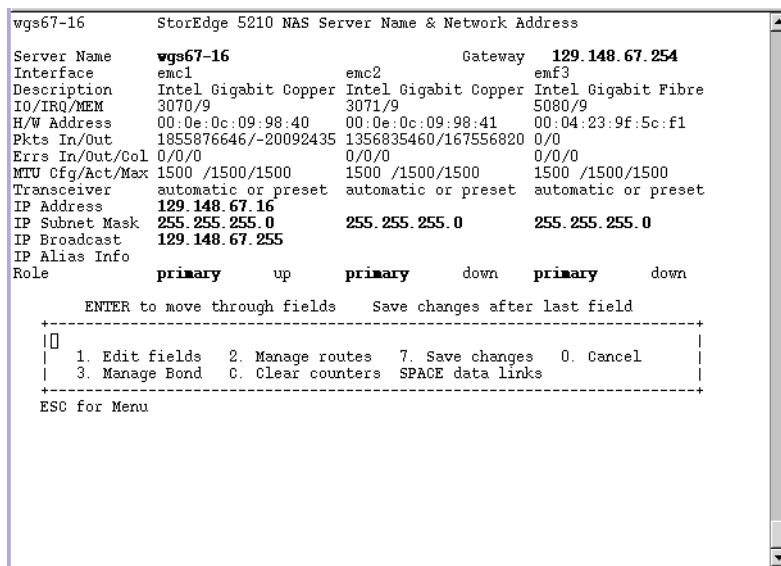 wgs67-16 StorEdge 5210 NAS Server Name & Network Address
Server Name wgs67-16 Gateway 129.148.67.254
Interface emc1 emc2 emf3
Description Intel Gigabit Copper Intel Gigabit Copper Intel Gigabit Fibre
IO/IRQ/MEM 3070/9 3071/9 5080/9
H/W Address 00:0e:0c:09:98:40 00:0e:0c:09:98:41 00:04:23:9f:5c:f1
Pkts In/Out 1855876646/-20092435 1356835460/167556820 0/0
Errs In/Out/Col 0/0/0 0/0/0 0/0/0
MTU Cfg/Act/Max 1500 /1500/1500 1500 /1500/1500 1500 /1500/1500
Transceiver automatic or preset automatic or preset automatic or preset
IP Address 129.148.67.16
IP Subnet Mask 255.255.255.0 255.255.255.0 255.255.255.0
IP Broadcast 129.148.67.255
IP Alias Info
Role primary up primary down primary down
ENTER to move through fields Save changes after last field
1. Edit fields 2. Manage routes 7. Save changes 0. Cancel
3. Manage Bond C. Clear counters SPACE data links
ESC for Menu